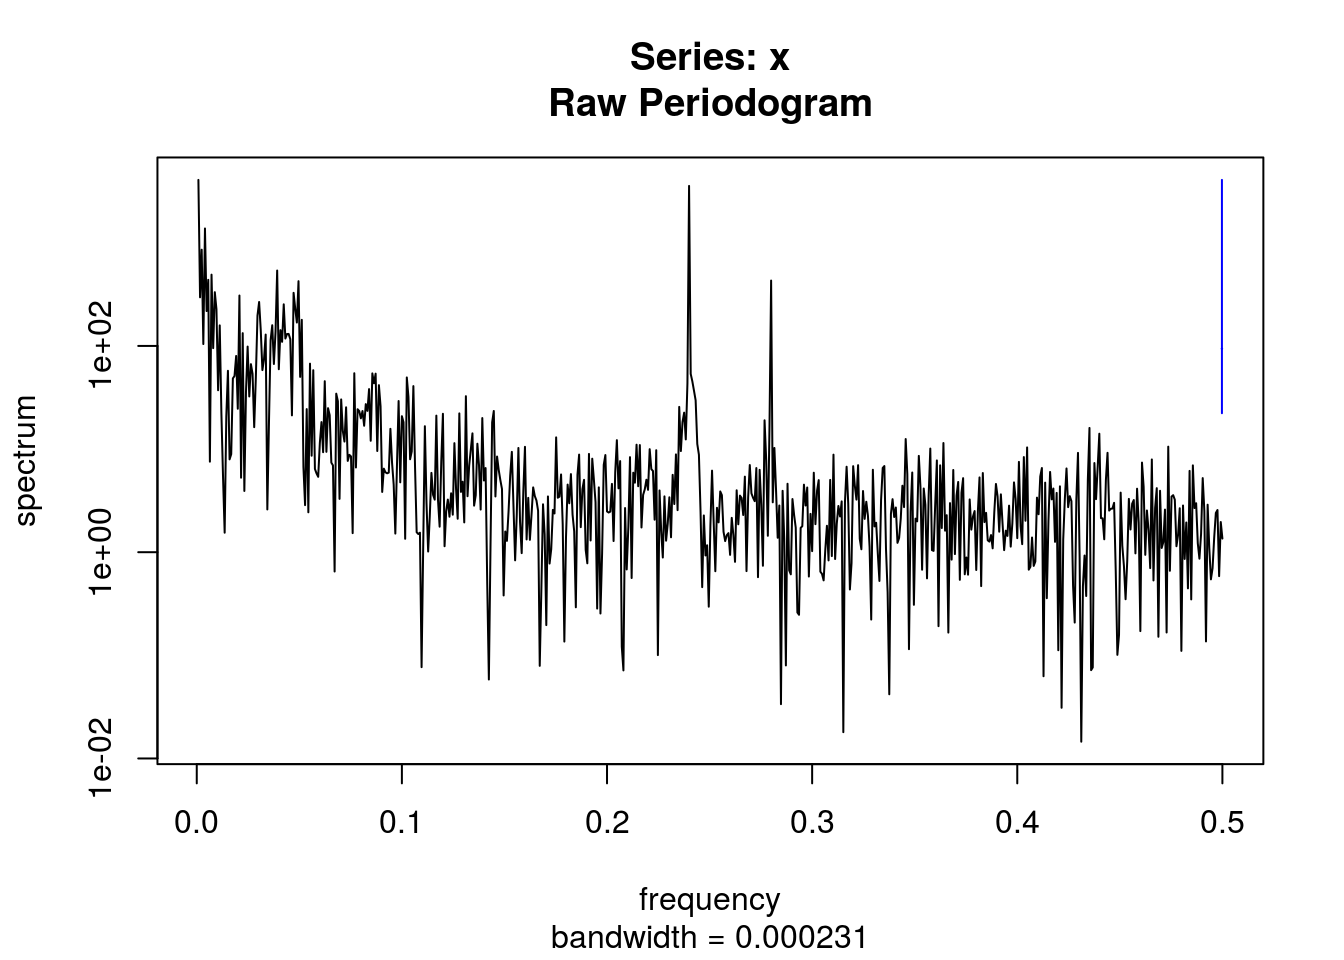 Series: x
Raw Periodogram
spectrum
1e+02
1e+00
1e-02
0.0 0.1 0.2 0.3 0.4 0.5
frequency
bandwidth = 0.000231